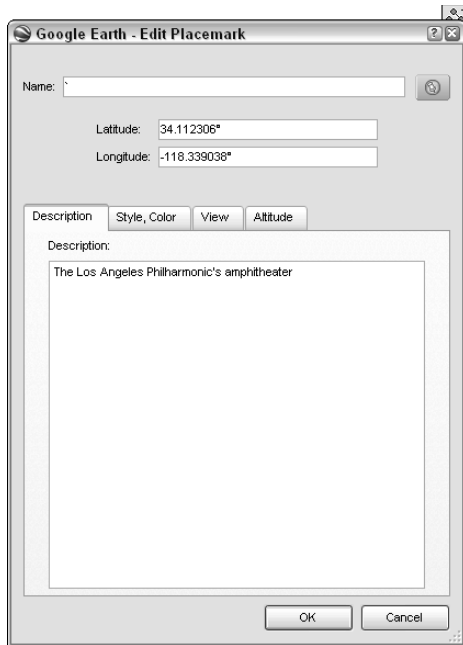 Google Earth - Edit Placemark
Name: `
Latitude: 34.112306°
Longitude: -118.339038°
Description Style, Color View Altitude
Description:
The Los Angeles Philharmonic's amphitheater
OK Cancel